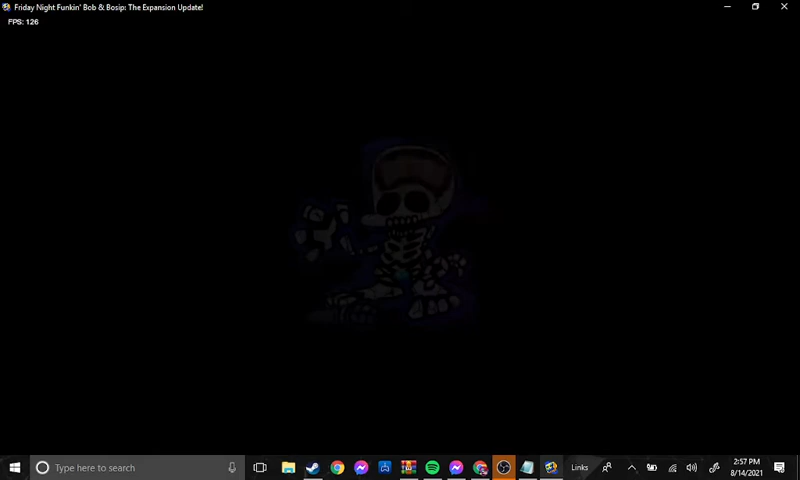 Friday Night Funkin' Bob & Bosip: The Expansion Update!
FPS: 126
Type here to search
Links
2:57 PM
8/14/2021